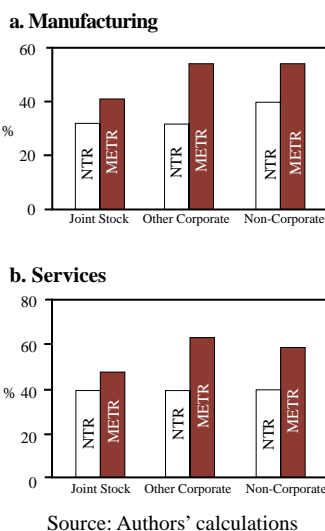 a. Manufacturing
60
40
%
20
0
NTR
METR
NTR
METR
NTR
METR
Joint Stock Other Corporate Non-Corporate
b. Services
80
60
% 40
20
0
NTR
METR
NTR
METR
NTR
METR
Joint Stock Other Corporate Non-Corporate
Source: Authors’ calculations